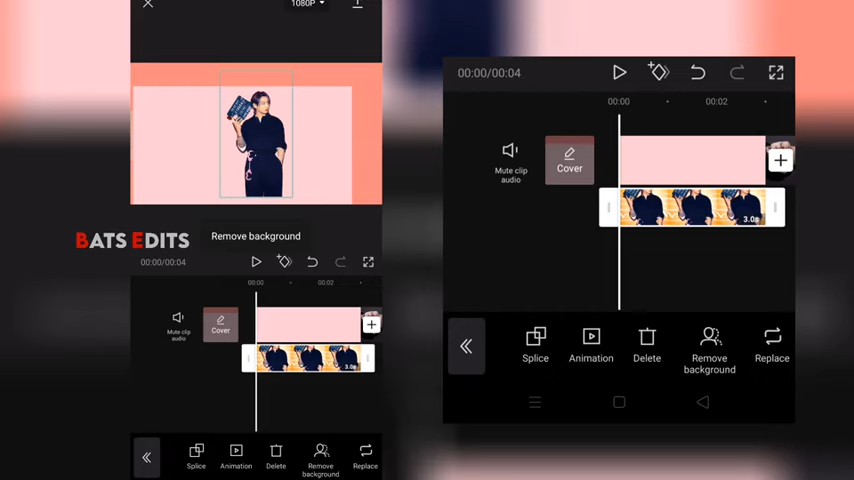 1080P
Remove background
BATS EDITS
00:00/00:04
00:00
00:02
Mute clip
audio
Cover
3.0s
Splice
Animation
Delete
Remove
background
Replace
00:00/00:04
00:00
00:02
Mute clip
audio
Cover
3.0s
Splice
Animation
Delete
Remove
background
Replace